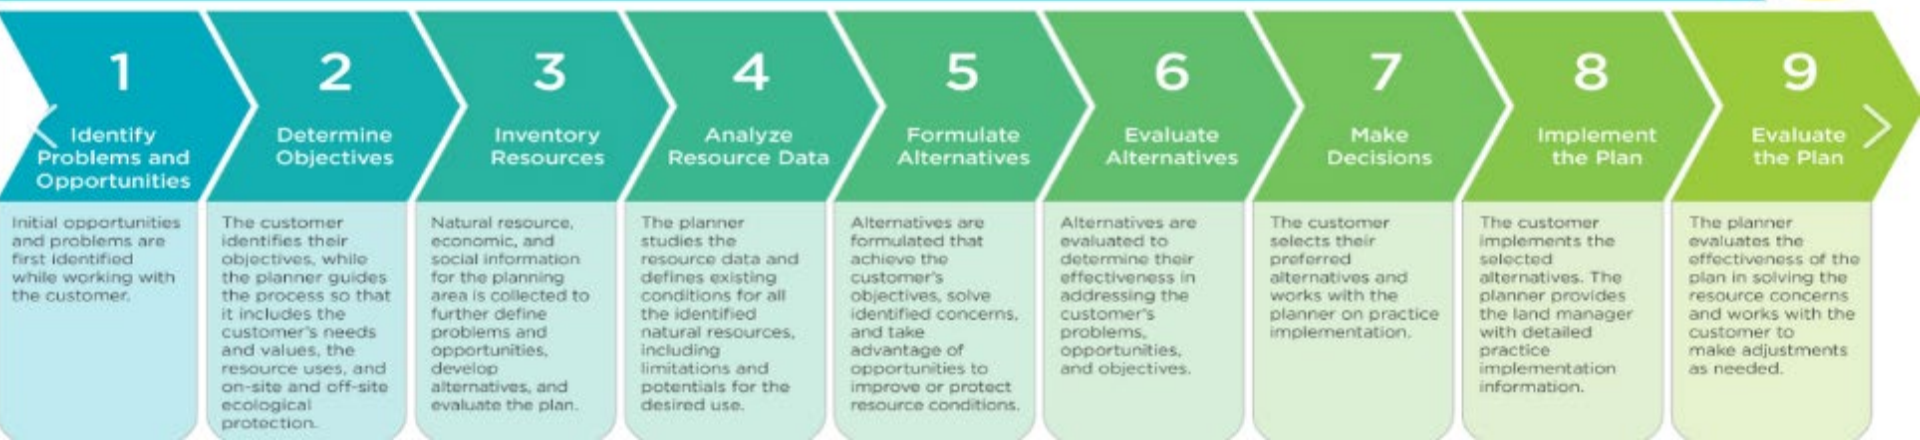 1
Identify
Problems and
Opportunities
Initial opportunities
and problems are
first identified
while working with
the customer.
2
Determine
Objectives
The customer
identifies their
objectives, while
the planner guides
the process so that
it includes the
customer's needs
and values, the
resource uses, and
on-site and off-site
ecological
protection.
3
Inventory
Resources
Natural resource,
economic, and
social information
for the planning
area is collected to
further define
problems and
opportunities,
develop
alternatives, and
evaluate the plan.
4
Analyze
Resource Data
The planner
studies the
resource data and
defines existing
conditions for all
the identified
natural resources,
including
limitations and
potentials for the
desired use.
5
Formulate
Alternatives
Alternatives are
formulated that
achieve the
customer's
objectives, solve
identified concerns,
and take
advantage of
opportunities to
improve or protect
resource conditions.
6
Evaluate
Alternatives
Alternatives are
evaluated to
determine their
effectiveness in
addressing the
customer's
problems,
opportunities,
and objectives.
7
Make
Decisions
The customer
selects their
preferred
alternatives and
works with the
planner on practice
implementation.
8
Implement
the Plan
The customer
implements the
selected
alternatives. The
planner provides
the land manager
with detailed
practice
implementation
information.
9
Evaluate
the Plan
The planner
evaluates the
effectiveness of the
plan in solving the
resource concerns
and works with the
customer to
make adjustments
as needed.